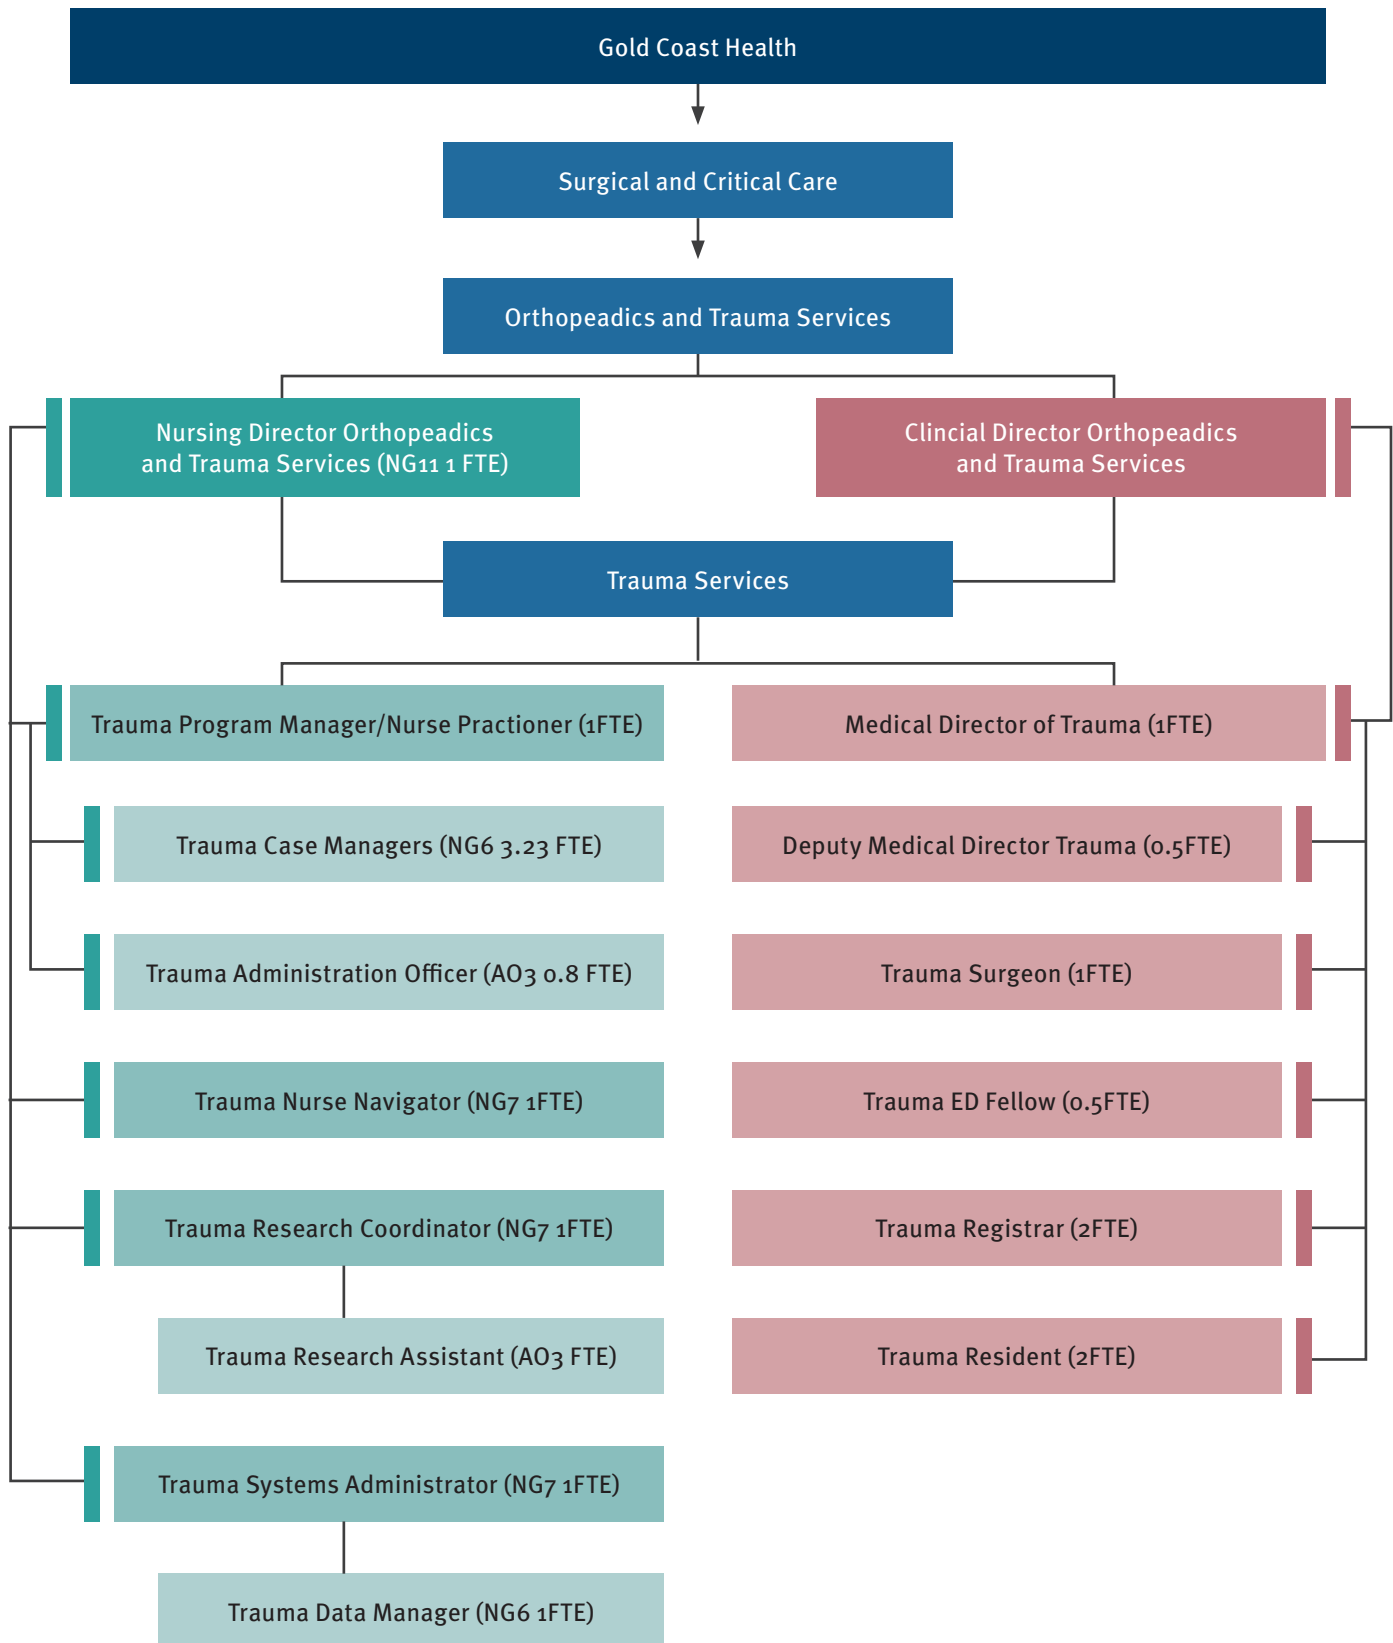 Gold Coast Health
Surgical and Critical Care
Orthopeadics and Trauma Services
Nursing Director Orthopeadics
and Trauma Services (NG11 1 FTE)
Clincial Director Orthopeadics
and Trauma Services
Trauma Services
Trauma Program Manager/Nurse Practioner (1FTE)
Medical Director of Trauma (1FTE)
Trauma Case Managers (NG6 3.23 FTE)
Deputy Medical Director Trauma (0.5FTE)
Trauma Administration Officer (AO3 0.8 FTE)
Trauma Surgeon (1FTE)
Trauma Nurse Navigator (NG7 1FTE)
Trauma ED Fellow (0.5FTE)
Trauma Research Coordinator (NG7 1FTE)
Trauma Registrar (2FTE)
Trauma Research Assistant (AO3 FTE)
Trauma Resident (2FTE)
Trauma Systems Administrator (NG7 1FTE)
Trauma Data Manager (NG6 1FTE)